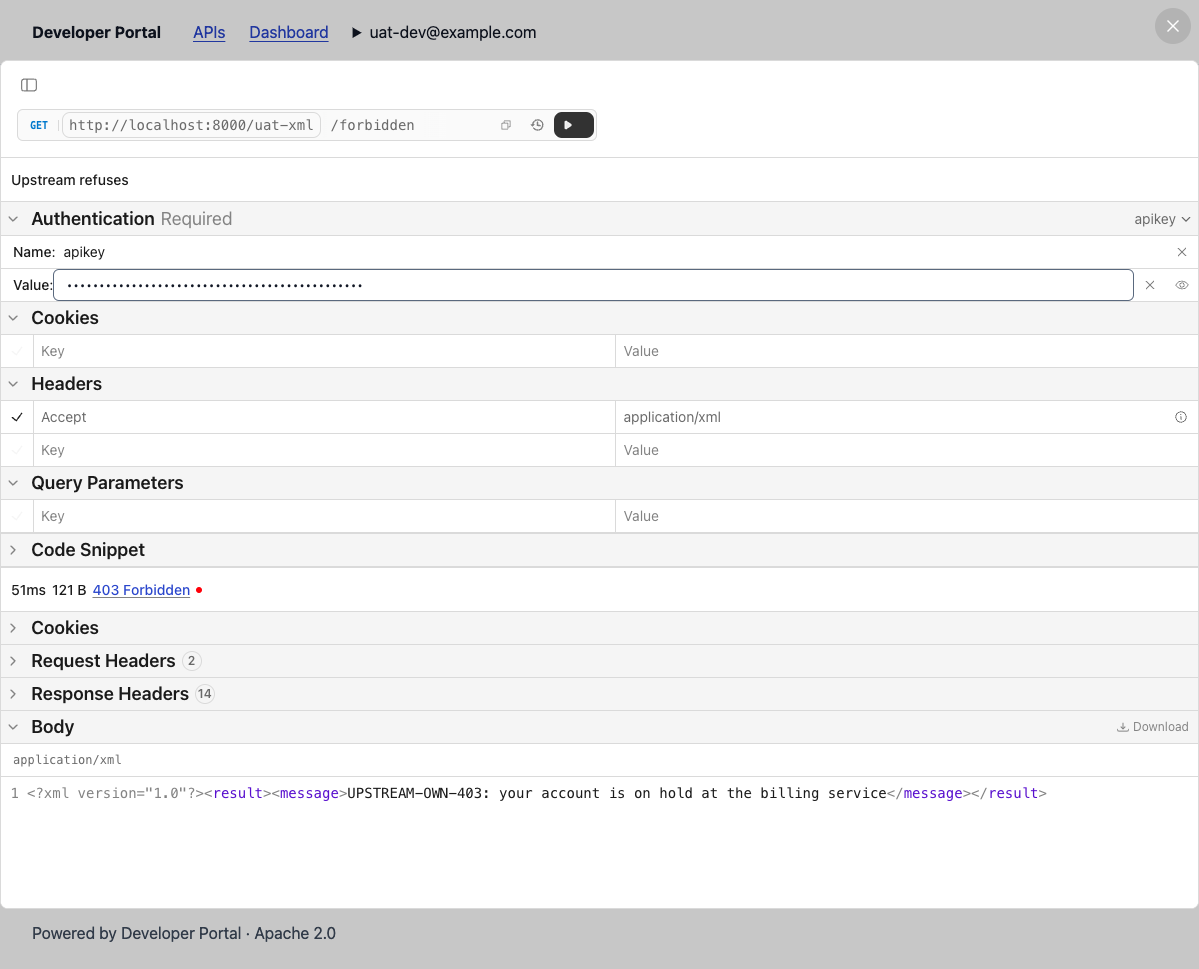 Developer Portal APIs Dashboard ▶ uat-dev@example.com
GET http://localhost:8000/uat-xml /forbidden
Upstream refuses
Authentication Required apikey
Name: apikey
Value: ••••••••••••••••••••••••••••••••••••••••••••••
Cookies
Key Value
Headers
Accept application/xml
Key Value
Query Parameters
Key Value
Code Snippet
51ms 121 B 403 Forbidden
Cookies
Request Headers 2
Response Headers 14
Body Download
application/xml
1 <?xml version="1.0"?><result><message>UPSTREAM-OWN-403: your account is on hold at the billing service</message></result>
Powered by Developer Portal · Apache 2.0